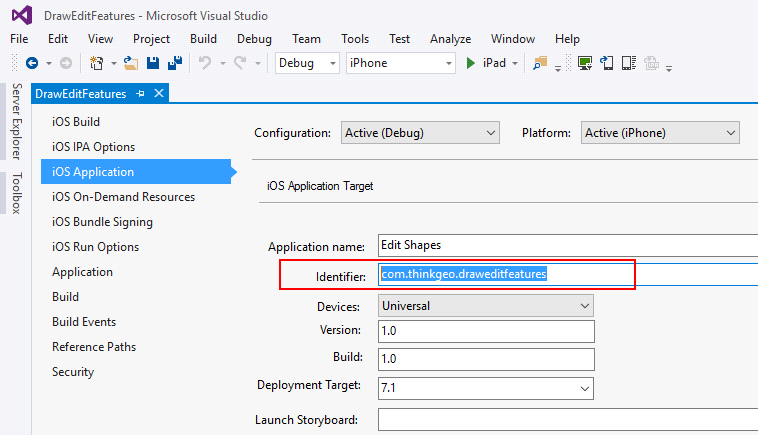 DrawEditFeatures - Microsoft Visual Studio
File Edit View Project Build Debug Team Tools Test Analyze Window Help
Debug iPhone iPad
Server Explorer
Toolbox
DrawEditFeatures
iOS Build
iOS IPA Options
iOS Application
iOS On-Demand Resources
iOS Bundle Signing
iOS Run Options
Application
Build
Build Events
Reference Paths
Security
Configuration: Active (Debug) Platform: Active (iPhone)
iOS Application Target
Application name: Edit Shapes
Identifier: com.thinkgeo.draweditfeatures
Devices: Universal
Version: 1.0
Build: 1.0
Deployment Target: 7.1
Launch Storyboard: